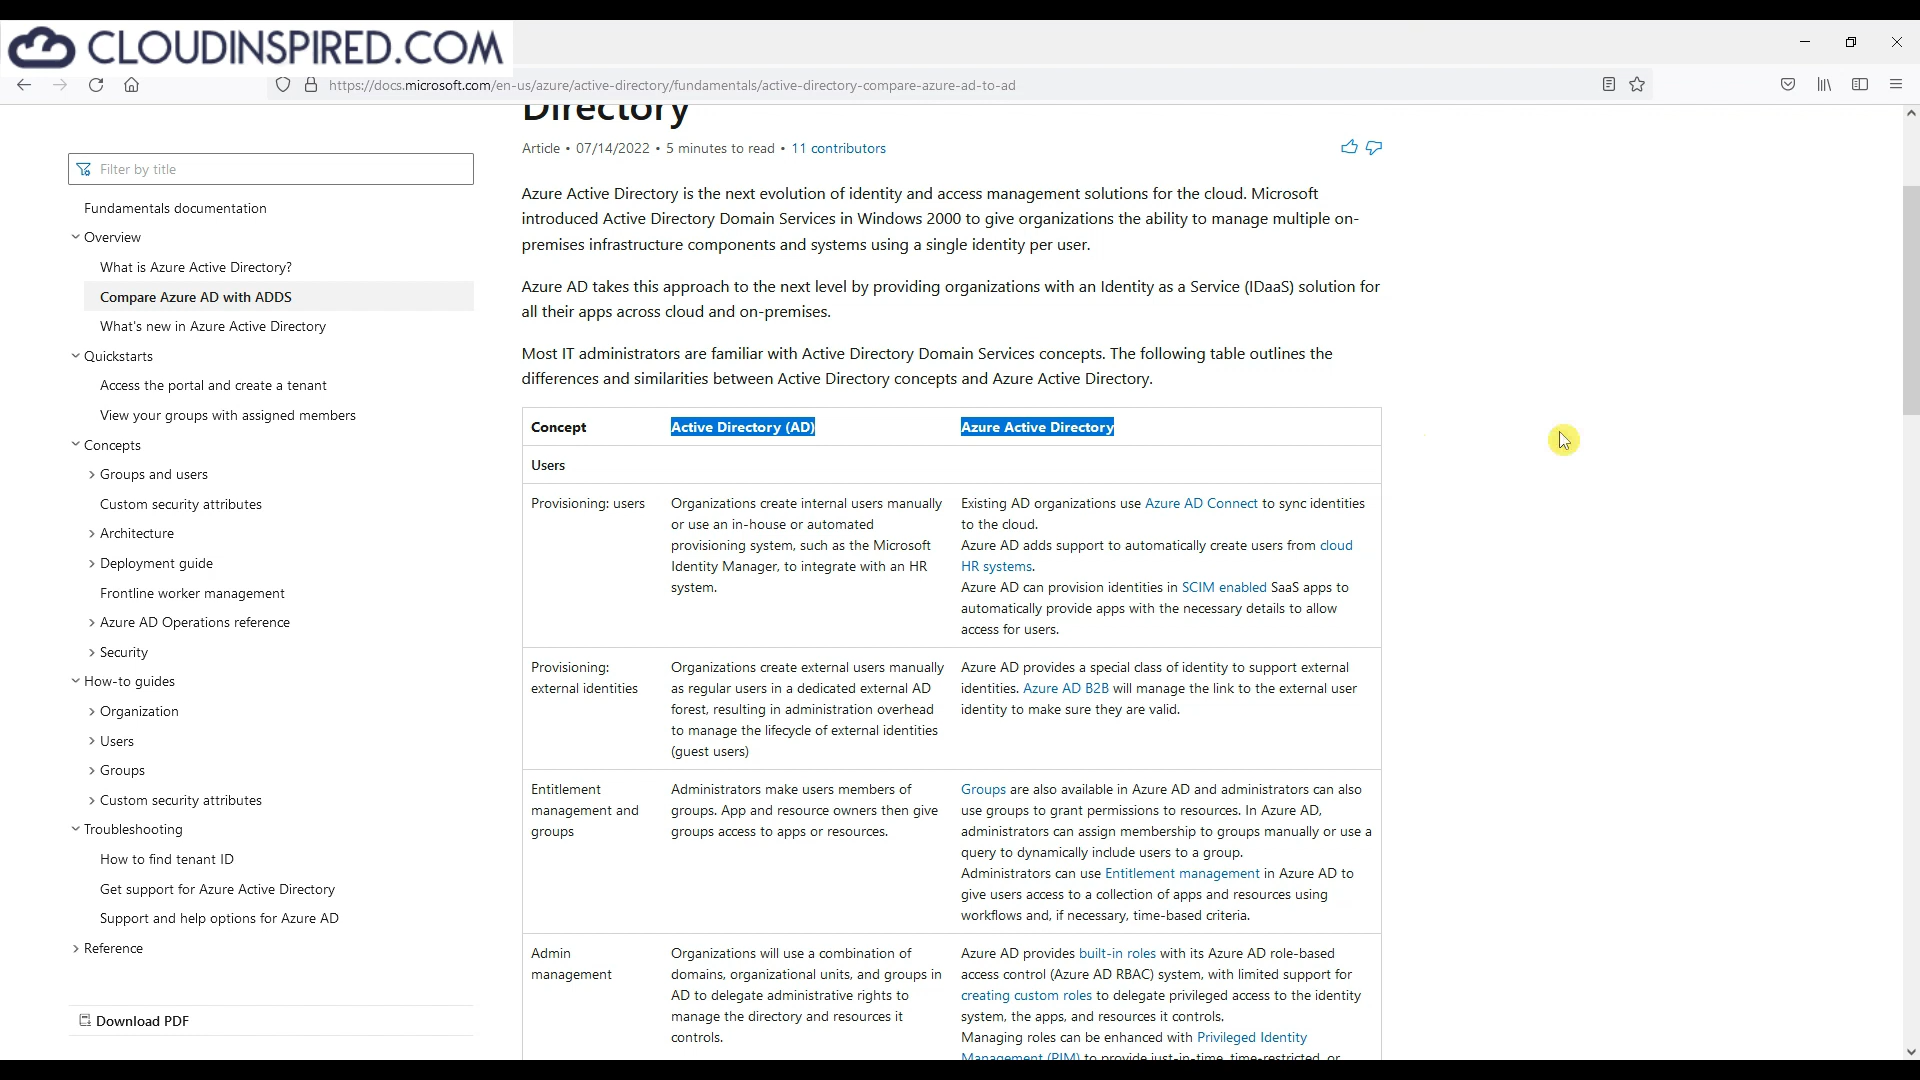 CLOUDINSPIRED.COM
https://docs.microsoft.com/en-us/azure/active-directory/fundamentals/active-directory-compare-azure-ad-to-ad
Filter by title
Fundamentals documentation
Overview
What is Azure Active Directory?
Compare Azure AD with ADDS
What's new in Azure Active Directory
Quickstarts
Access the portal and create a tenant
View your groups with assigned members
Concepts
Groups and users
Custom security attributes
Architecture
Deployment guide
Frontline worker management
Azure AD Operations reference
Security
How-to guides
Organization
Users
Groups
Custom security attributes
Troubleshooting
How to find tenant ID
Get support for Azure Active Directory
Support and help options for Azure AD
Reference
Download PDF
Directory
Article • 07/14/2022 • 5 minutes to read • 11 contributors
Azure Active Directory is the next evolution of identity and access management solutions for the cloud. Microsoft
introduced Active Directory Domain Services in Windows 2000 to give organizations the ability to manage multiple on-
premises infrastructure components and systems using a single identity per user.
Azure AD takes this approach to the next level by providing organizations with an Identity as a Service (IDaaS) solution for
all their apps across cloud and on-premises.
Most IT administrators are familiar with Active Directory Domain Services concepts. The following table outlines the
differences and similarities between Active Directory concepts and Azure Active Directory.
Concept
Active Directory (AD)
Azure Active Directory
Users
Provisioning: users
Organizations create internal users manually
or use an in-house or automated
provisioning system, such as the Microsoft
Identity Manager, to integrate with an HR
system.
Existing AD organizations use Azure AD Connect to sync identities
to the cloud.
Azure AD adds support to automatically create users from cloud
HR systems.
Azure AD can provision identities in SCIM enabled SaaS apps to
automatically provide apps with the necessary details to allow
access for users.
Provisioning:
external identities
Organizations create external users manually
as regular users in a dedicated external AD
forest, resulting in administration overhead
to manage the lifecycle of external identities
(guest users)
Azure AD provides a special class of identity to support external
identities. Azure AD B2B will manage the link to the external user
identity to make sure they are valid.
Entitlement
management and
groups
Administrators make users members of
groups. App and resource owners then give
groups access to apps or resources.
Groups are also available in Azure AD and administrators can also
use groups to grant permissions to resources. In Azure AD,
administrators can assign membership to groups manually or use a
query to dynamically include users to a group.
Administrators can use Entitlement management in Azure AD to
give users access to a collection of apps and resources using
workflows and, if necessary, time-based criteria.
Admin
management
Organizations will use a combination of
domains, organizational units, and groups in
AD to delegate administrative rights to
manage the directory and resources it
controls.
Azure AD provides built-in roles with its Azure AD role-based
access control (Azure AD RBAC) system, with limited support for
creating custom roles to delegate privileged access to the identity
system, the apps, and resources it controls.
Managing roles can be enhanced with Privileged Identity
Management (PIM) to provide just-in-time, time-restricted, or